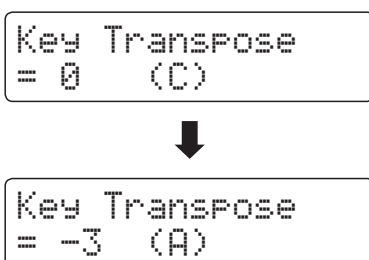 Key Transpose
= 0 (C)
Key Transpose
= -3 (A)